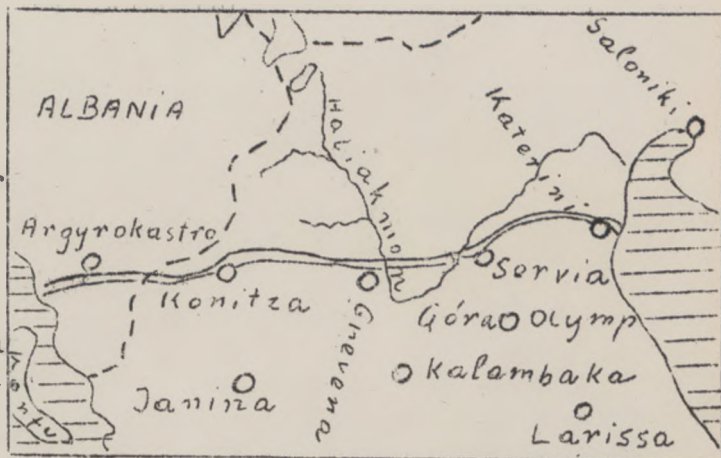 Saloniki
ALBANIA
Haliakmon
Katerini
Argyrokastro
Servia
Konitza
Grevena
Góra Olymp
Kalambaka
Janina
Larissa